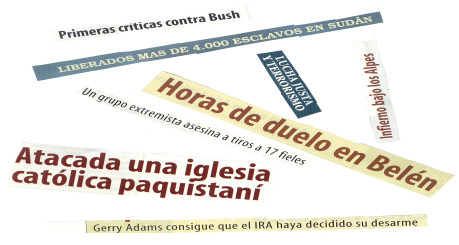 Primeras críticas contra Bush
LIBERADOS MAS DE 4.000 ESCLAVOS EN SUDÁN
LUCHA JUSTA
Y TERRORISMO
Infierno bajo los Alpes
Horas de duelo en Belén
Un grupo extremista asesina a tiros a 17 fieles
Atacada una iglesia
católica paquistaní
Gerry Adams consigue que el IRA haya decidido su desarme